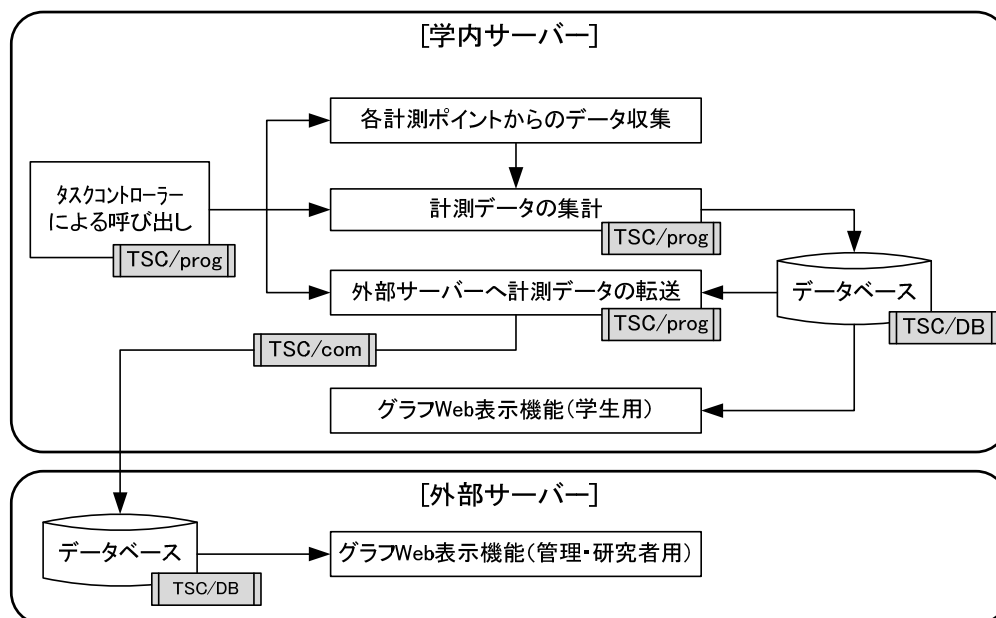 [学内サーバー]
各計測ポイントからのデータ収集
タスクコントローラー
による呼び出し
TSC/prog
計測データの集計
TSC/prog
外部サーバーへ計測データの転送
TSC/prog
データベース
TSC/DB
TSC/com
グラフWeb表示機能(学生用)
[外部サーバー]
データベース
TSC/DB
グラフWeb表示機能(管理・研究者用)